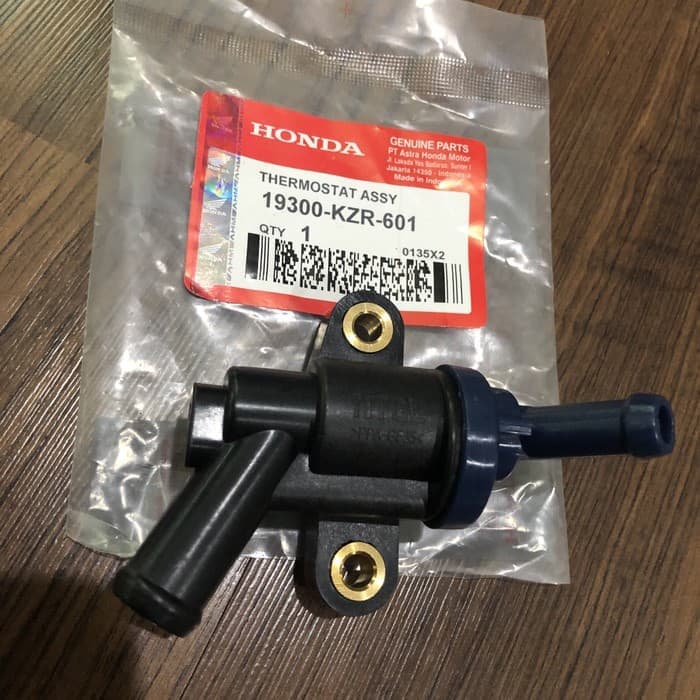 HONDA
GENUINE PARTS
PT Astra Honda Motor
Jl. Laksda Yos Sudarso, Sunter I
Jakarta 14350 - Indonesia
Made in Indonesia
THERMOSTAT ASSY
19300-KZR-601
QTY 1
0135X2